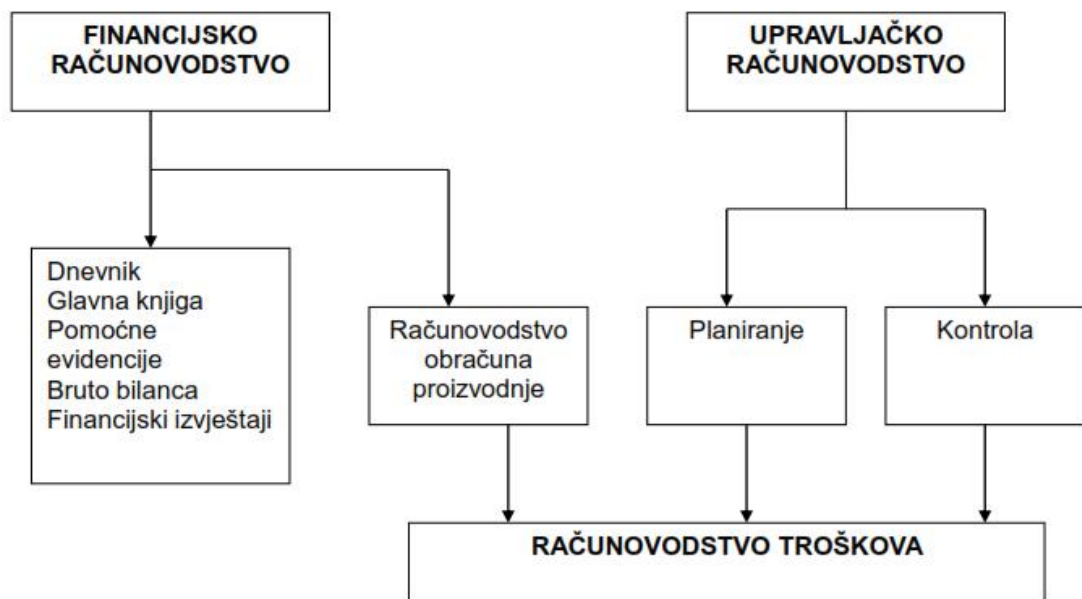 FINANCIJSKO
RAČUNOVODSTVO
UPRAVLJAČKO
RAČUNOVODSTVO
Dnevnik
Glavna knjiga
Pomoćne
evidencije
Bruto bilanca
Financijski izvještaji
Računovodstvo
obračuna
proizvodnje
Planiranje
Kontrola
RAČUNOVODSTVO TROŠKOVA